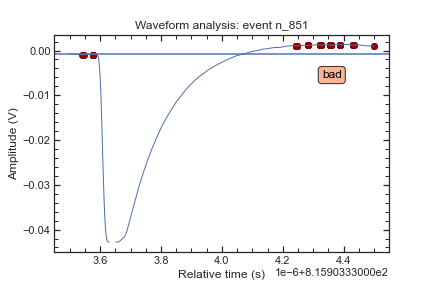 Waveform analysis: event n_851
0.00
−0.01
−0.02
−0.03
−0.04
Amplitude (V)
bad
3.6
3.8
4.0
4.2
4.4
Relative time (s)
1e−6+8.1590333000e2